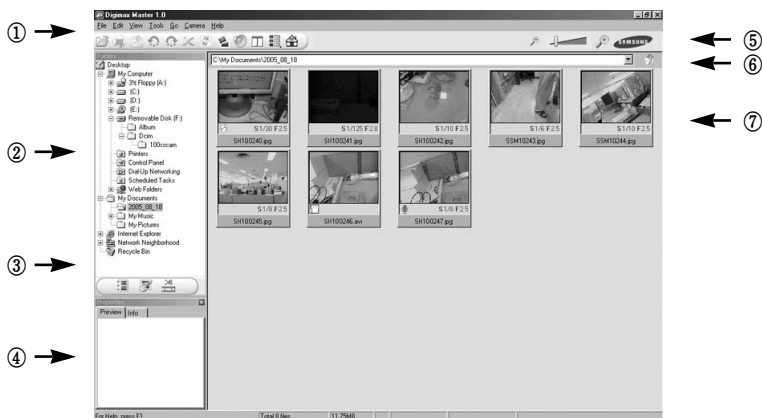 Digimax Master 1.0
File Edit View Tools Go Camera Help
①
SAMSUNG
⑤
Folders
C:\My Documents\2005_08_18
⑥
Desktop
My Computer
3½ Floppy (A:)
(C:)
(D:)
(E:)
Removable Disk (F:)
Album
Dcim
100sscam
Printers
Control Panel
Dial-Up Networking
Scheduled Tasks
Web Folders
My Documents
2005_08_18
My Music
My Pictures
Internet Explorer
Network Neighborhood
Recycle Bin
②
③
S1/30 F2.5
S1/125 F2.8
S1/10 F2.5
S1/6 F2.5
S1/10 F2.5
⑦
SH100240.jpg
SH100241.jpg
SH100242.jpg
SSM10243.jpg
SSM10244.jpg
S1/8 F2.5
S1/8 F2.5
SH100245.jpg
SH100246.avi
SH100247.jpg
Properties
Preview Info
④
For Help, press F1
Total 8 files
11.75MB